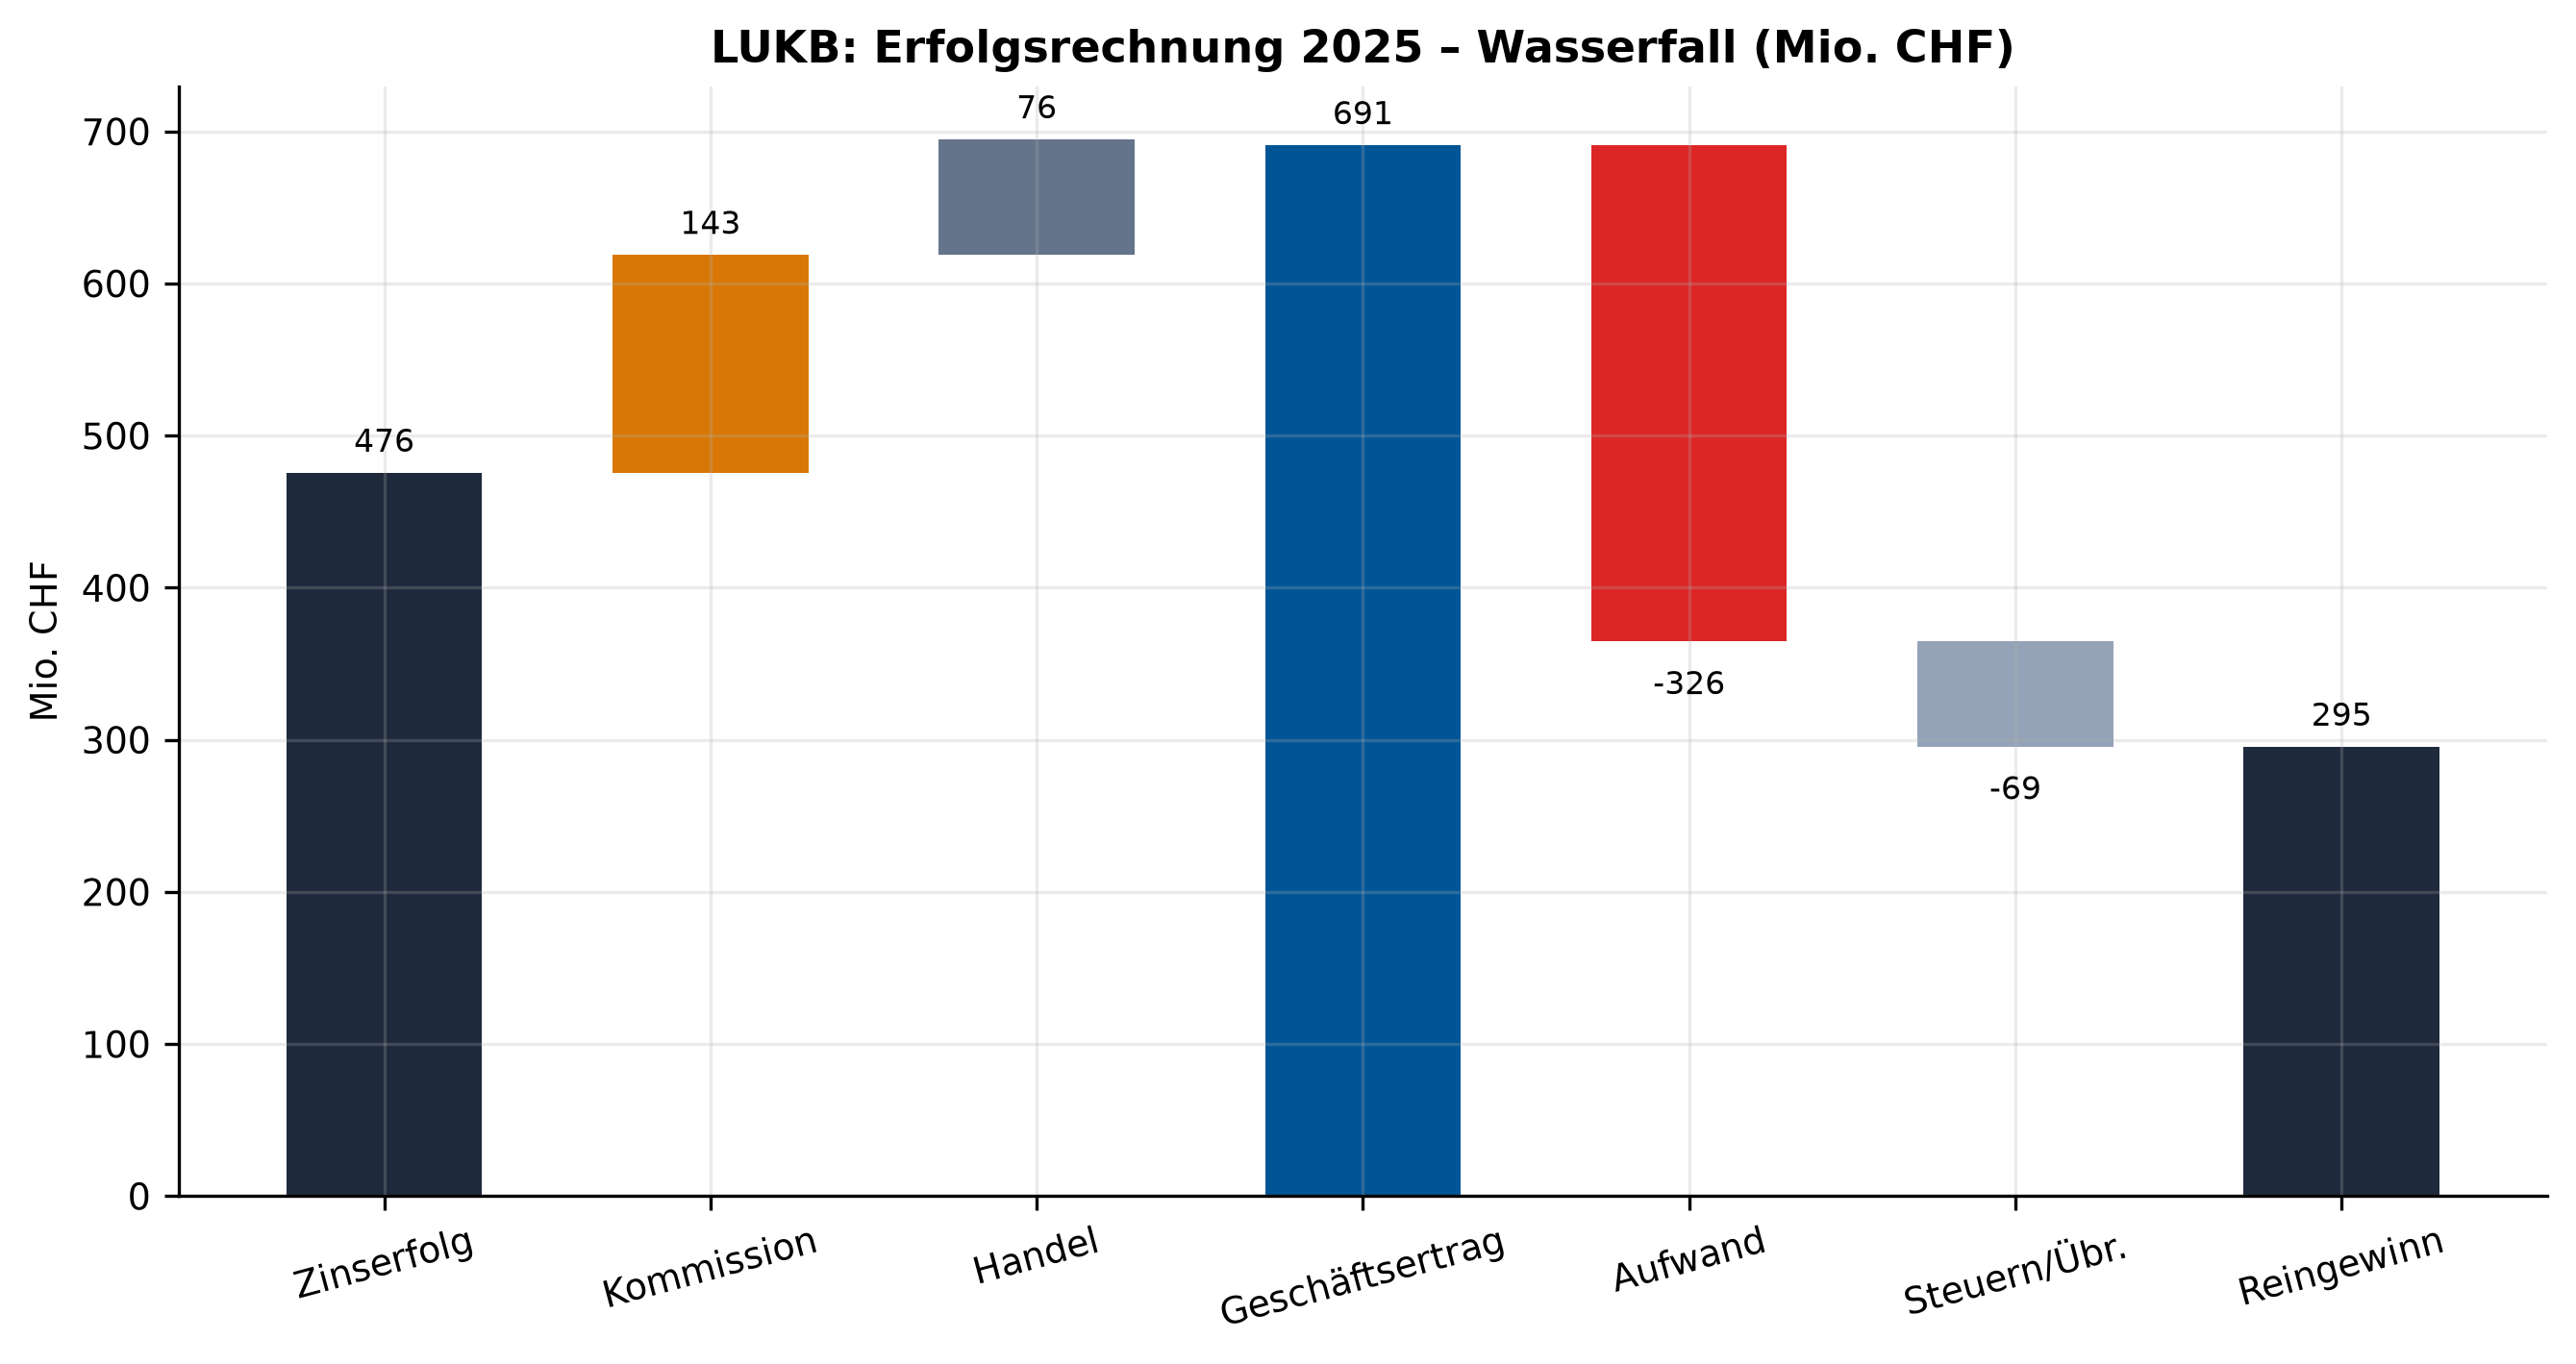 LUKB: Erfolgsrechnung 2025 – Wasserfall (Mio. CHF)
Mio. CHF
700
600
500
400
300
200
100
0
476
143
76
691
-326
-69
295
Zinserfolg
Kommission
Handel
Geschäftsertrag
Aufwand
Steuern/Übr.
Reingewinn